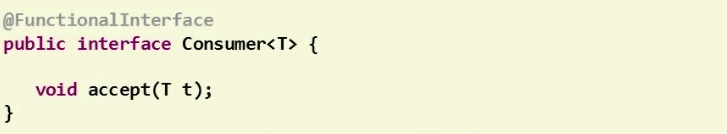 @FunctionalInterface
public interface Consumer<T> {
void accept(T t);
}